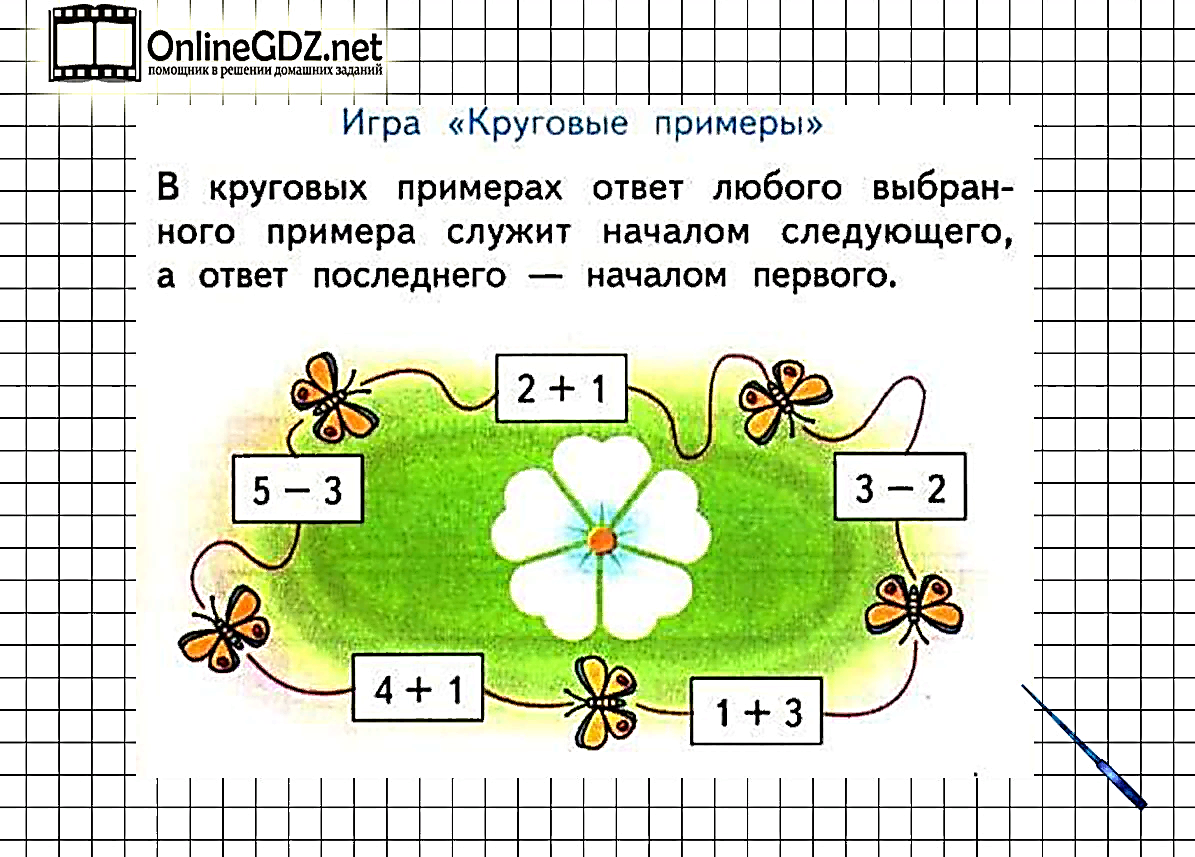 OnlineGDZ.net
помощник в решении домашних заданий
Игра «Круговые примеры»
В круговых примерах ответ любого выбран-
ного примера служит началом следующего,
а ответ последнего — началом первого.
2 + 1
5 − 3
3 − 2
4 + 1
1 + 3